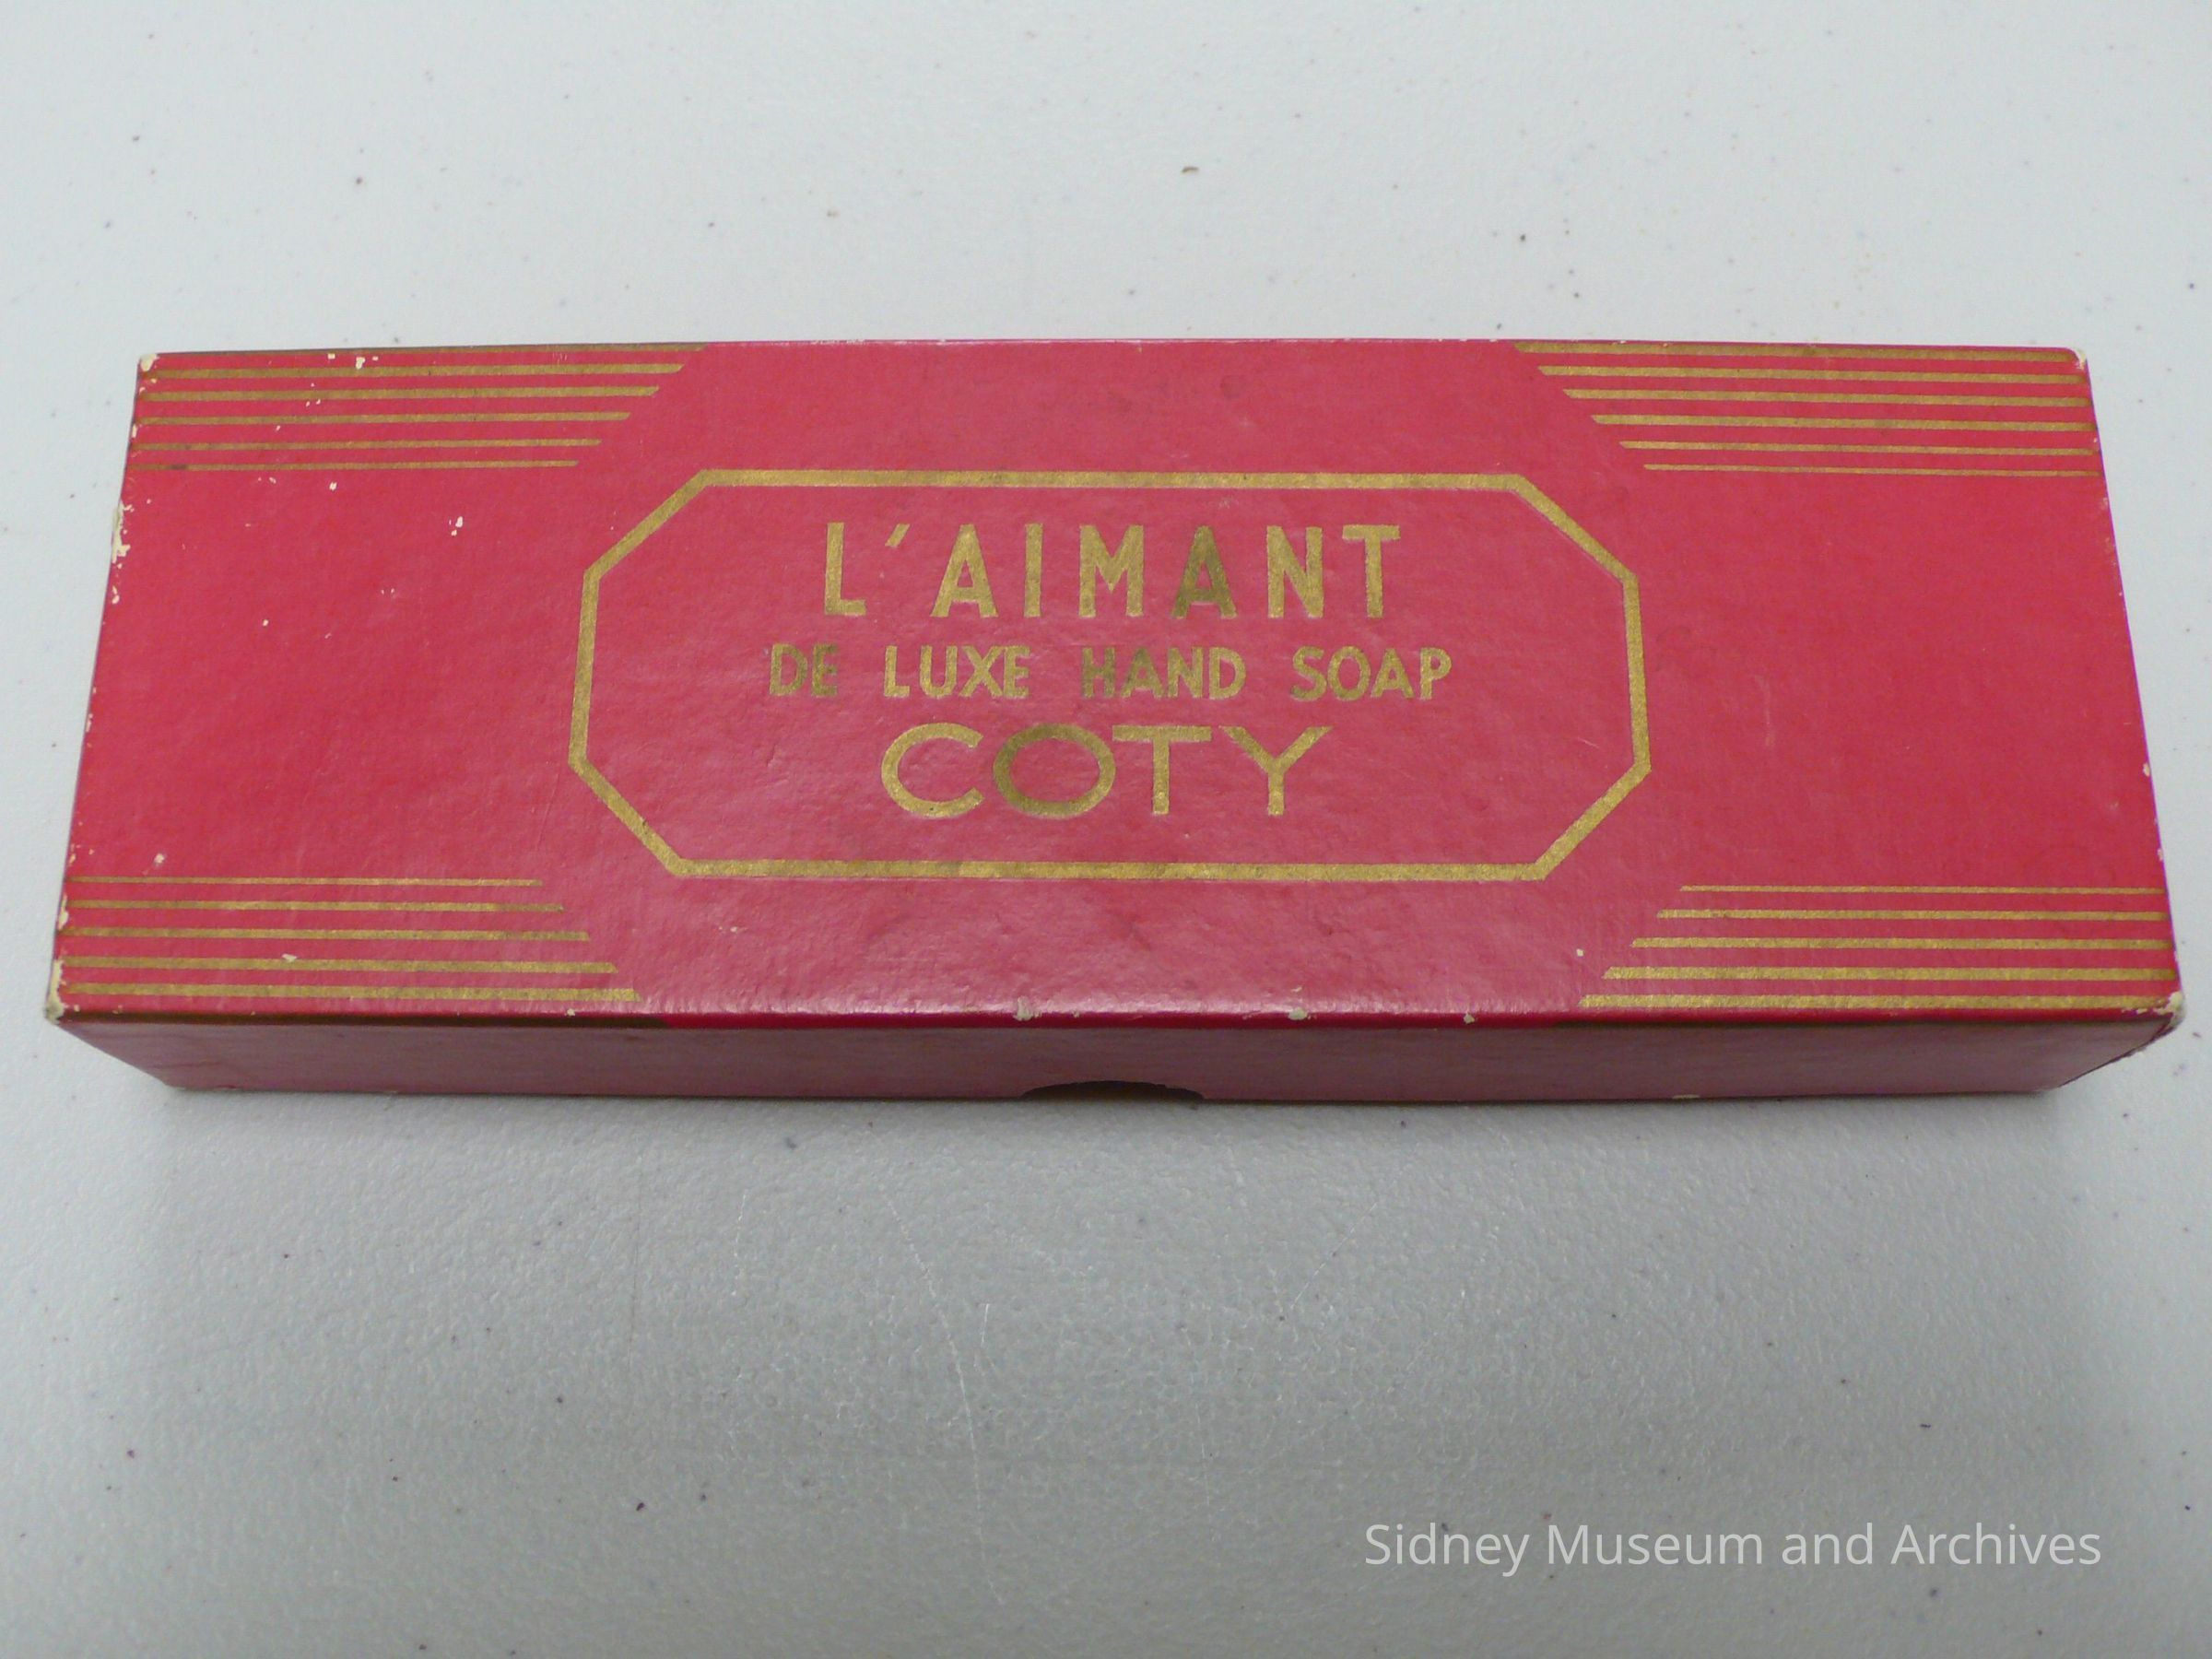 L'AIMANT
DE LUXE HAND SOAP
COTY
Sidney Museum and Archives